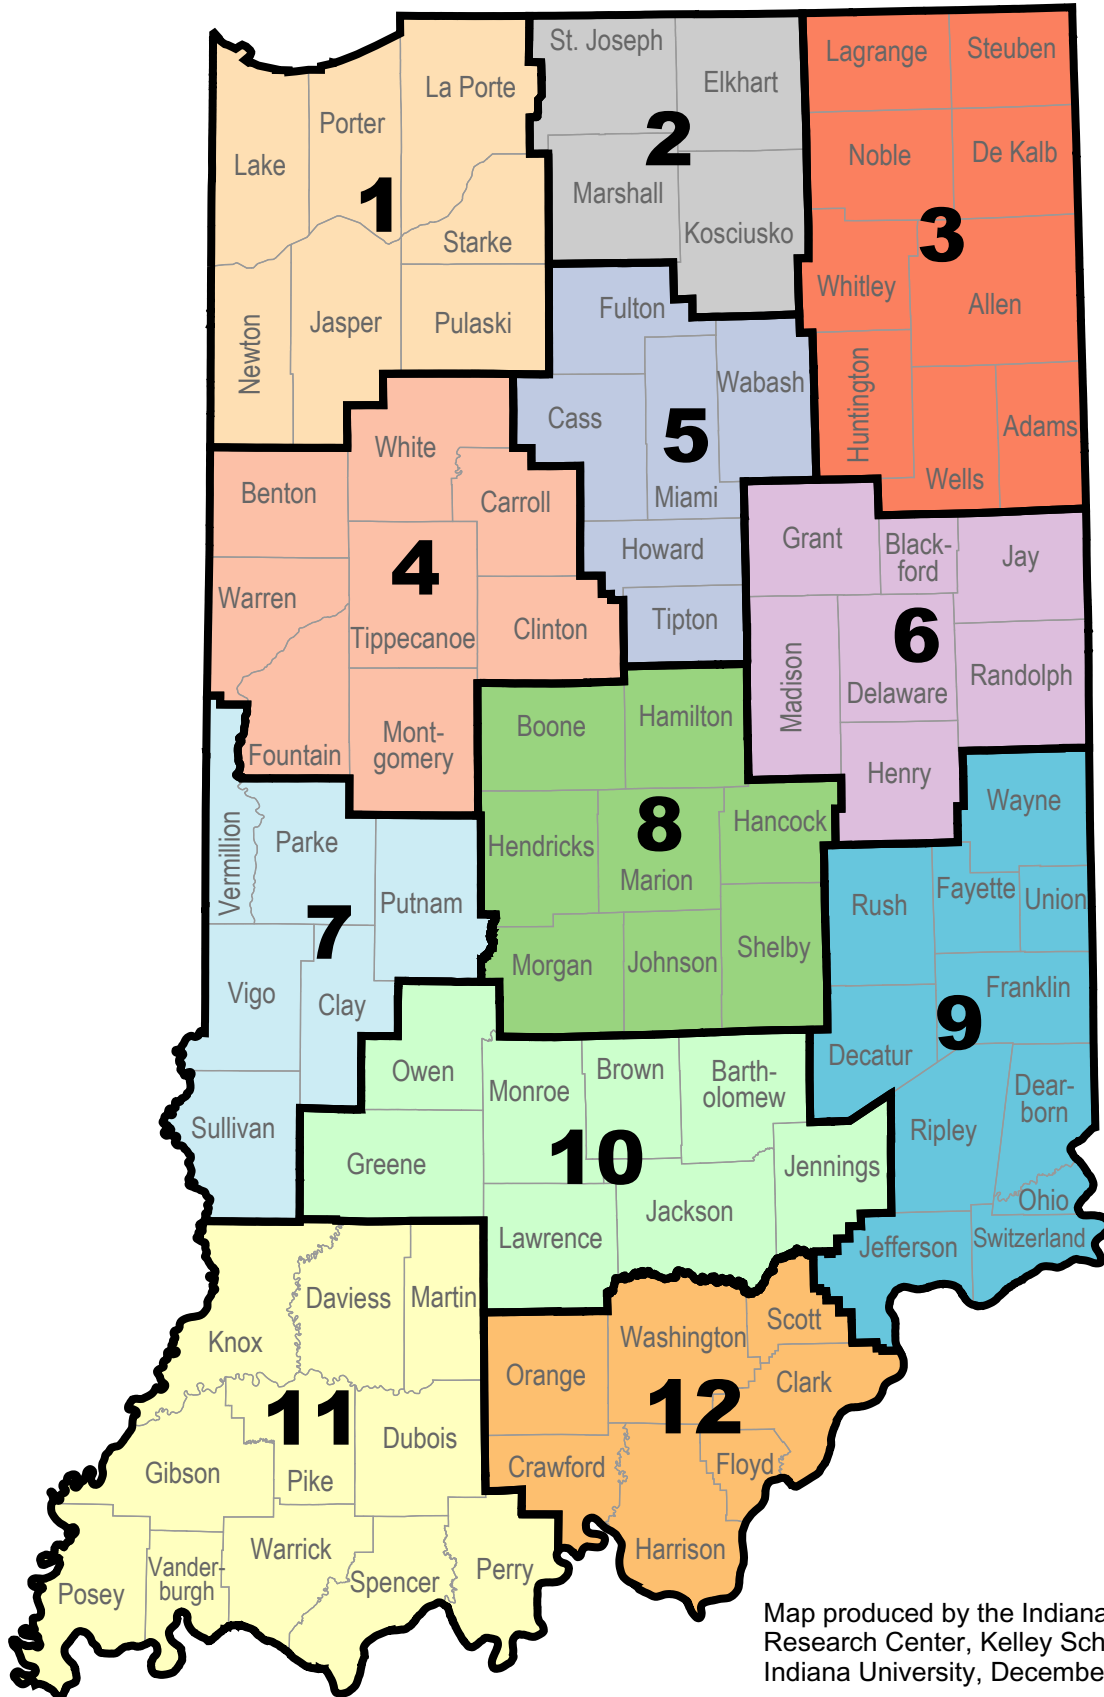 St. Joseph
Elkhart
Lagrange
Steuben
La Porte
Porter
Lake
1
2
Marshall
Kosciusko
Noble
De Kalb
3
Starke
Newton
Jasper
Pulaski
Fulton
Whitley
Allen
Wabash
Huntington
Cass
5
Miami
Adams
Wells
White
Benton
Carroll
4
Howard
Grant
Black-
ford
Jay
Warren
Tippecanoe
Clinton
Tipton
6
Madison
Delaware
Randolph
Fountain
Mont-
gomery
Boone
Hamilton
Henry
Wayne
Vermillion
Parke
Putnam
7
Hendricks
8
Marion
Hancock
Rush
Fayette
Union
Vigo
Clay
Morgan
Johnson
Shelby
Franklin
9
Decatur
Owen
Monroe
Brown
Barth-
olomew
Dear-
born
Sullivan
Greene
10
Jennings
Ripley
Ohio
Lawrence
Jackson
Jefferson
Switzerland
Knox
Daviess
Martin
Washington
Scott
Orange
12
Clark
11
Dubois
Gibson
Pike
Crawford
Floyd
Harrison
Posey
Vander-
burgh
Warrick
Spencer
Perry
Map produced by the Indiana
Research Center, Kelley Sch
Indiana University, Decembe